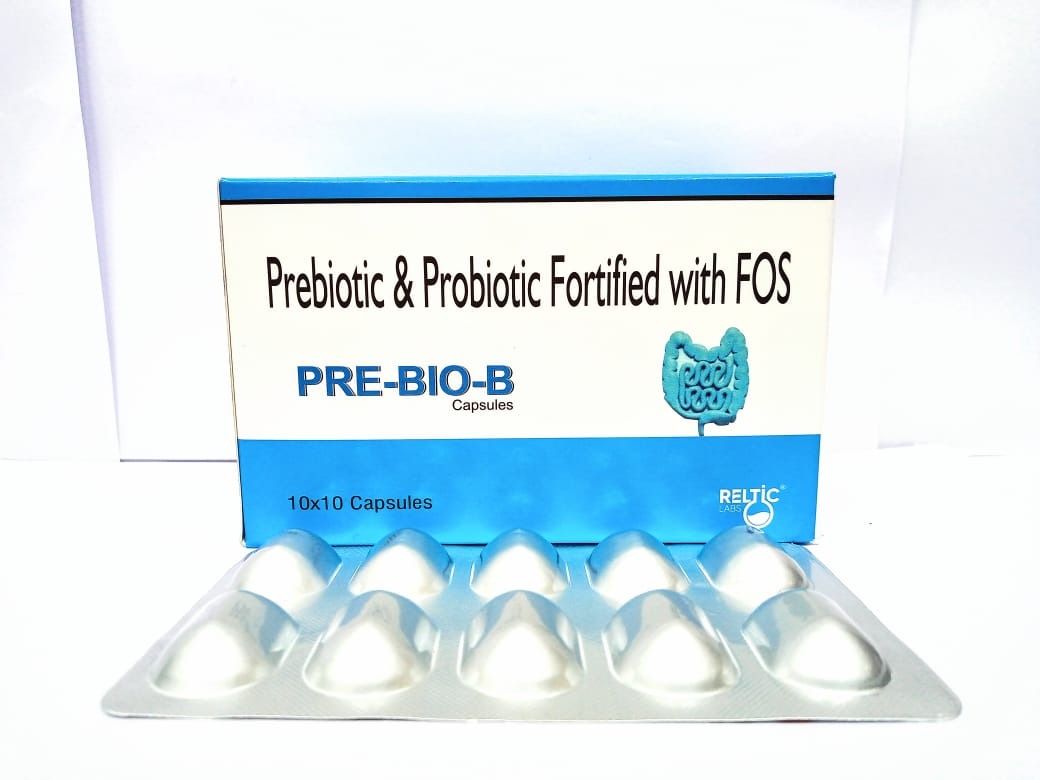 Prebiotic & Probiotic Fortified with FOS
PRE-BIO-B
Capsules
10x10 Capsules
RELTiC®
LABS